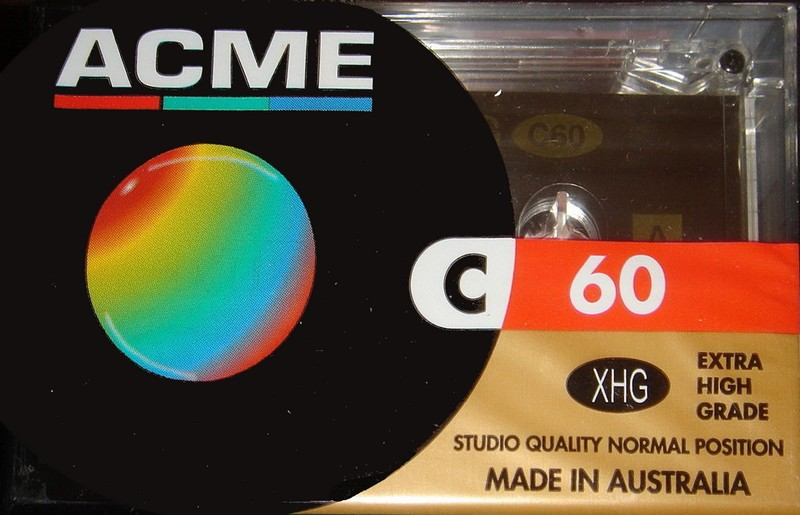 ACME
C60
A
C 60
XHG
EXTRA
HIGH
GRADE
STUDIO QUALITY NORMAL POSITION
MADE IN AUSTRALIA